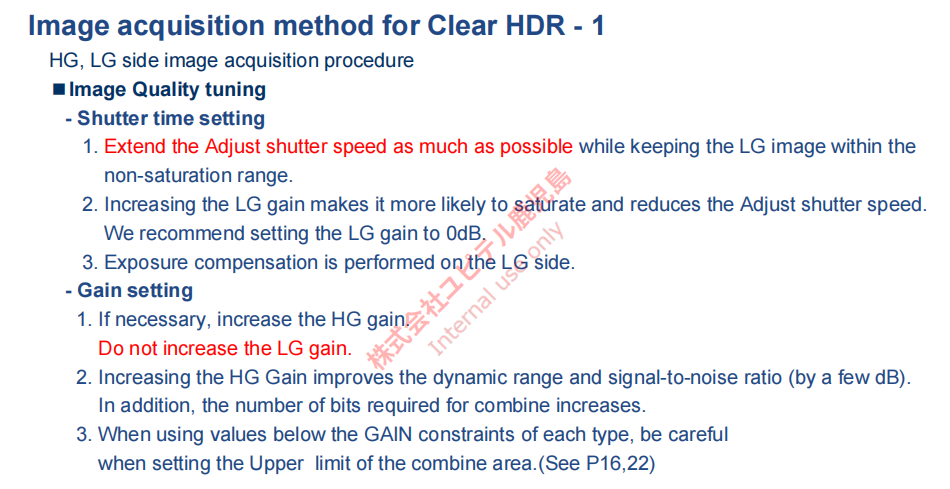 Image acquisition method for Clear HDR - 1
HG, LG side image acquisition procedure
■Image Quality tuning
- Shutter time setting
1. Extend the Adjust shutter speed as much as possible while keeping the LG image within the
non-saturation range.
2. Increasing the LG gain makes it more likely to saturate and reduces the Adjust shutter speed.
We recommend setting the LG gain to 0dB.
3. Exposure compensation is performed on the LG side.
- Gain setting
1. If necessary, increase the HG gain.
Do not increase the LG gain.
2. Increasing the HG Gain improves the dynamic range and signal-to-noise ratio (by a few dB).
In addition, the number of bits required for combine increases.
3. When using values below the GAIN constraints of each type, be careful
when setting the Upper limit of the combine area.(See P16,22)
株式会社ユピテル鹿児島
Internal use only